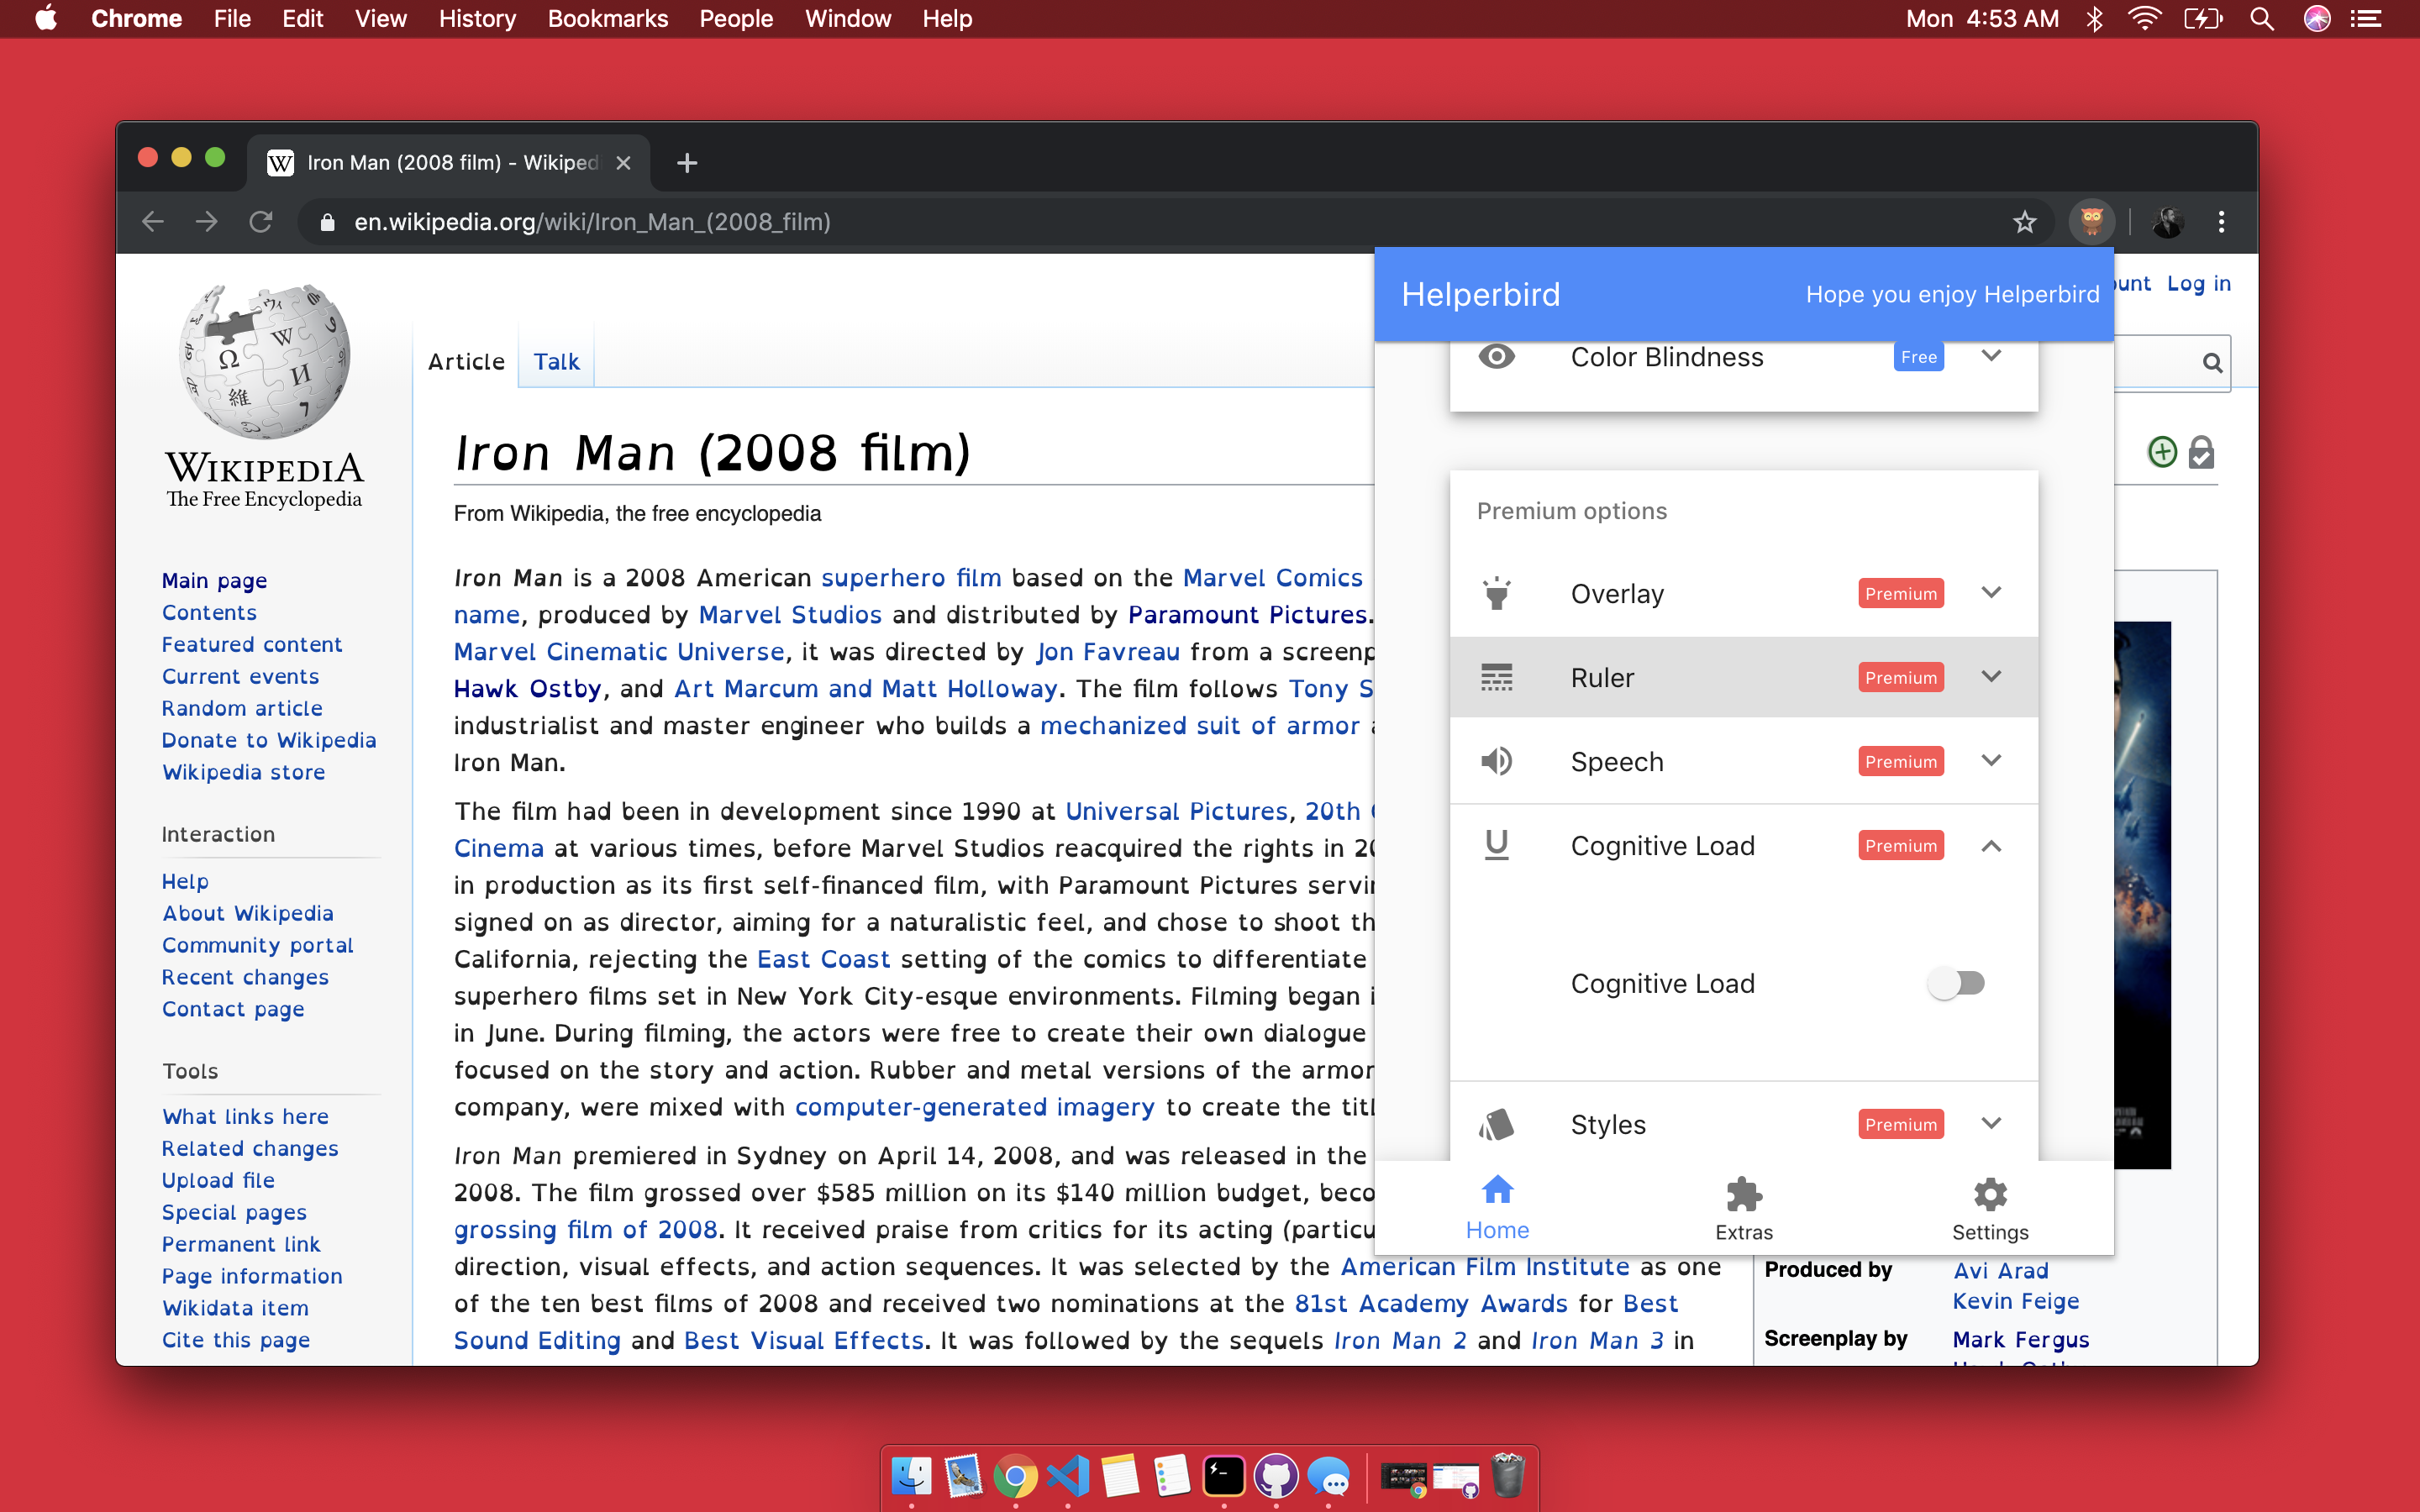 Chrome File Edit View History Bookmarks People Window Help
Mon 4:53 AM
Iron Man (2008 film) - Wikiped
en.wikipedia.org/wiki/Iron_Man_(2008_film)
WIKIPEDIA
The Free Encyclopedia
Main page
Contents
Featured content
Current events
Random article
Donate to Wikipedia
Wikipedia store
Interaction
Help
About Wikipedia
Community portal
Recent changes
Contact page
Tools
What links here
Related changes
Upload file
Special pages
Permanent link
Page information
Wikidata item
Cite this page
Log in
Article Talk
Iron Man (2008 film)
From Wikipedia, the free encyclopedia
Iron Man is a 2008 American superhero film based on the Marvel Comics
name, produced by Marvel Studios and distributed by Paramount Pictures.
Marvel Cinematic Universe, it was directed by Jon Favreau from a screenp
Hawk Ostby, and Art Marcum and Matt Holloway. The film follows Tony S
industrialist and master engineer who builds a mechanized suit of armor
Iron Man.
The film had been in development since 1990 at Universal Pictures, 20th
Cinema at various times, before Marvel Studios reacquired the rights in 20
in production as its first self-financed film, with Paramount Pictures servi
signed on as director, aiming for a naturalistic feel, and chose to shoot th
California, rejecting the East Coast setting of the comics to differentiate
superhero films set in New York City-esque environments. Filming began i
in June. During filming, the actors were free to create their own dialogue
focused on the story and action. Rubber and metal versions of the armor
company, were mixed with computer-generated imagery to create the titl
Iron Man premiered in Sydney on April 14, 2008, and was released in the
2008. The film grossed over $585 million on its $140 million budget, beco
grossing film of 2008. It received praise from critics for its acting (particu
direction, visual effects, and action sequences. It was selected by the American Film Institute as one
of the ten best films of 2008 and received two nominations at the 81st Academy Awards for Best
Sound Editing and Best Visual Effects. It was followed by the sequels Iron Man 2 and Iron Man 3 in
Helperbird Hope you enjoy Helperbird
Color Blindness Free
Premium options
Overlay Premium
Ruler Premium
Speech Premium
Cognitive Load Premium
Cognitive Load
Styles Premium
Home Extras Settings
Produced by Avi Arad
Kevin Feige
Screenplay by Mark Fergus